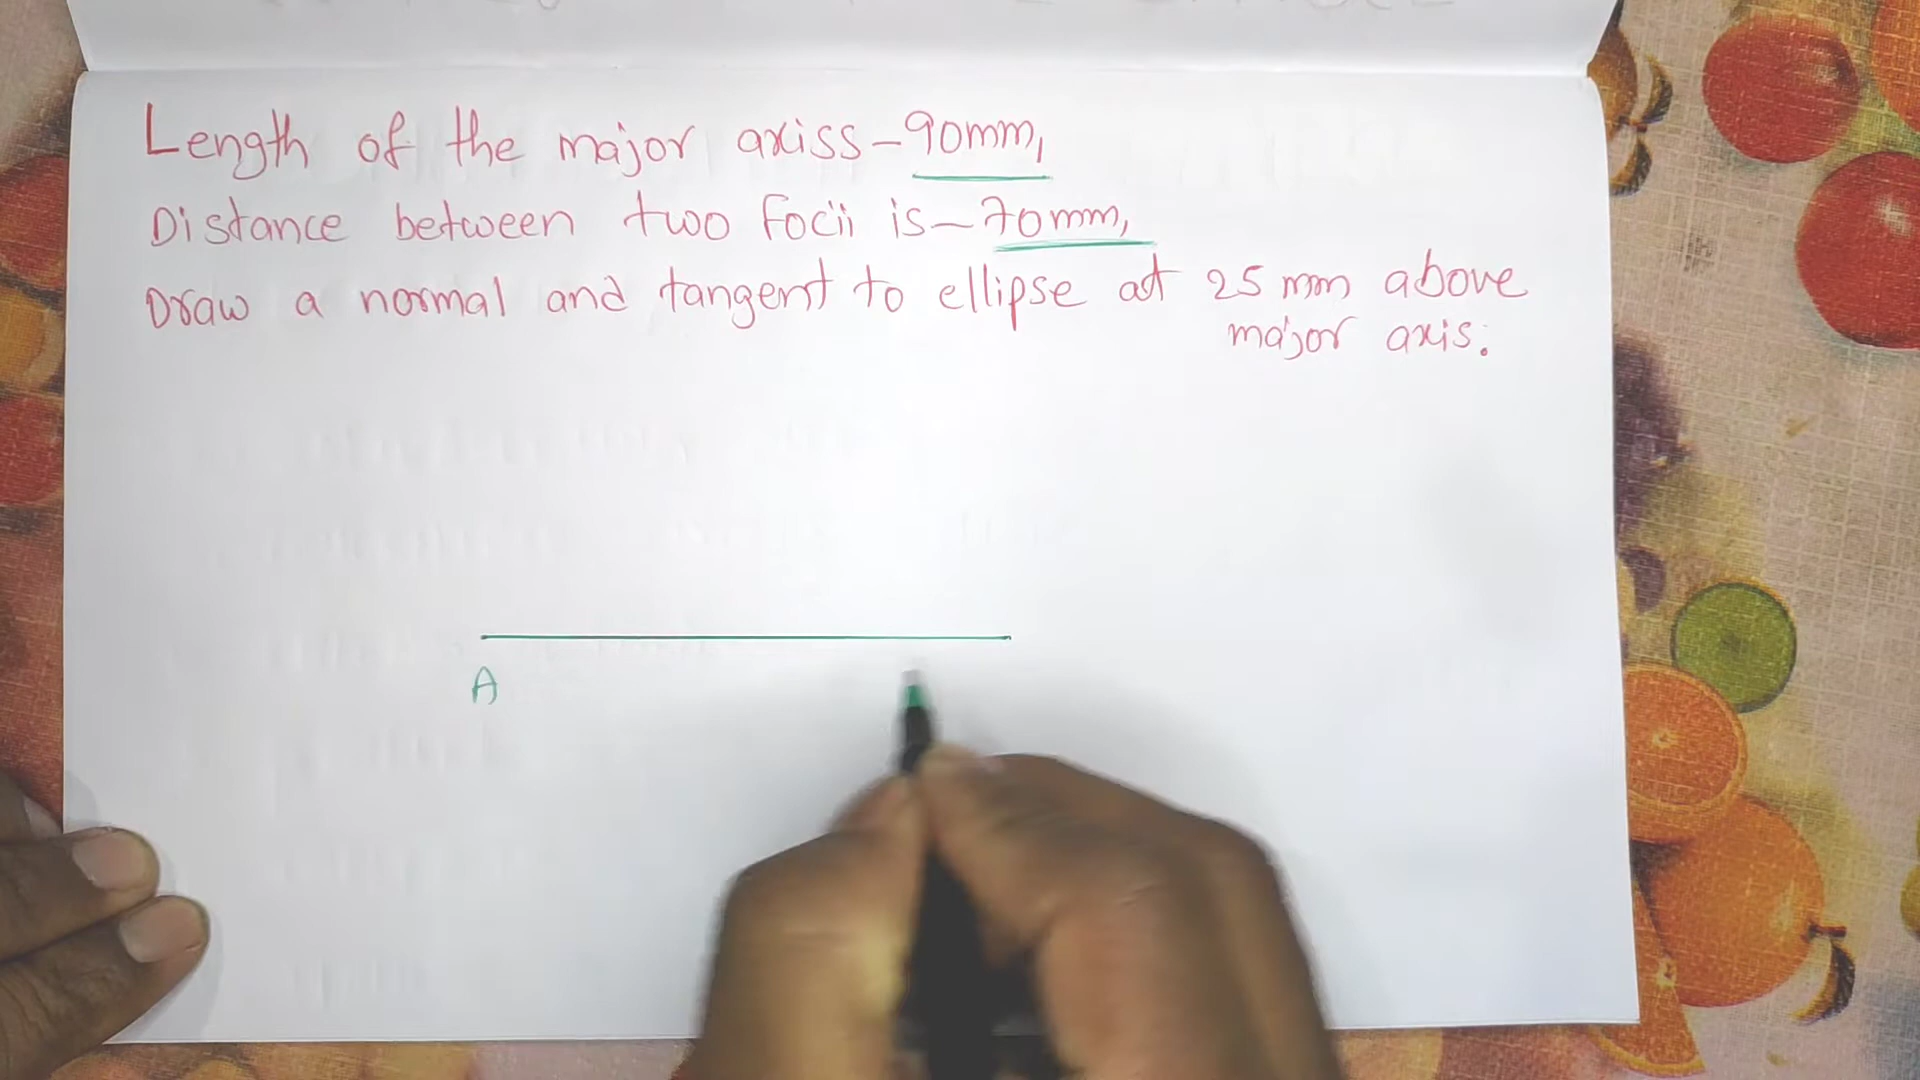 Length of the major axiss-90mm,
Distance between two Focii is-70mm,
Draw a normal and tangent to ellipse at 25 mm above
major axis.
A